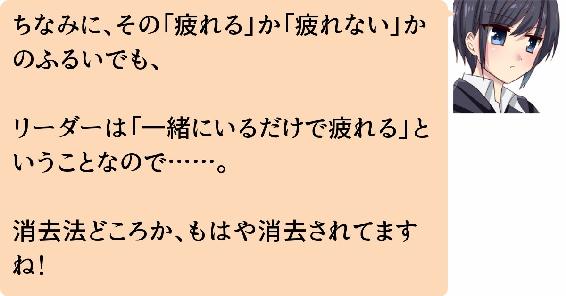 ちなみに、その「疲れる」か「疲れない」か
のふるいでも、
リーダーは「一緒にいるだけで疲れる」と
いうことなので……。
消去法どころか、もはや消去されてます
ね!